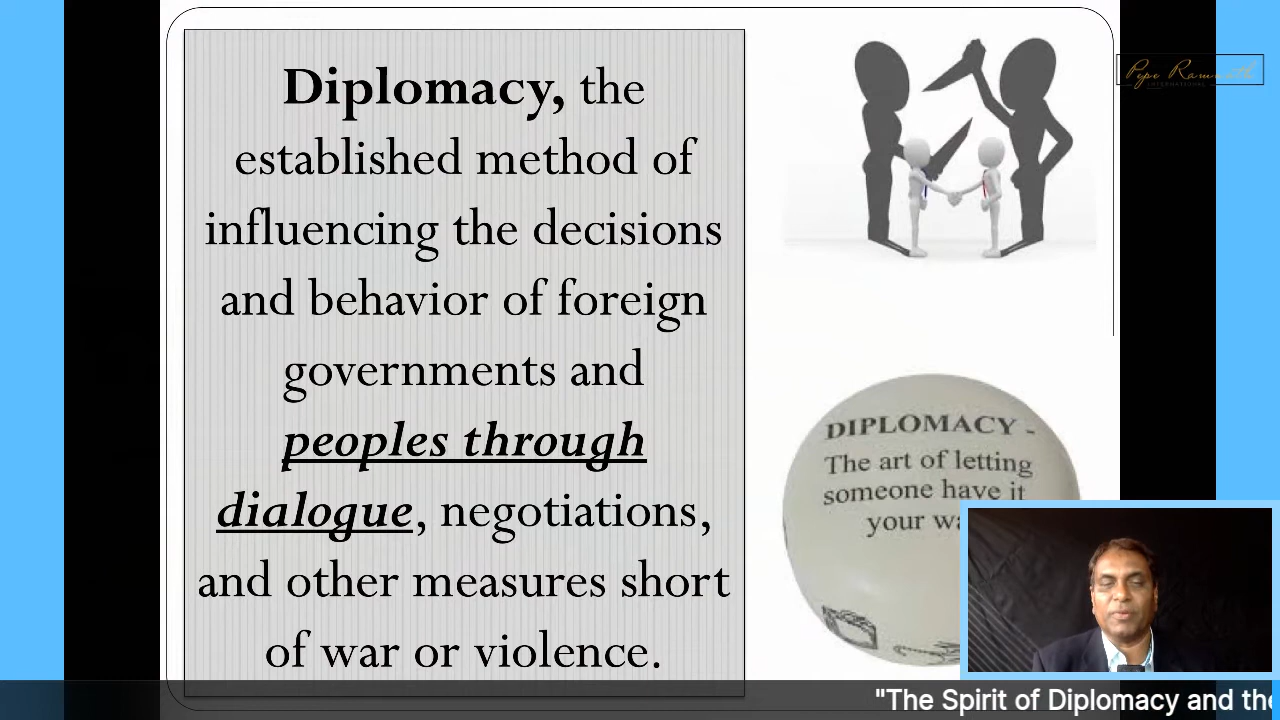 Diplomacy, the
established method of
influencing the decisions
and behavior of foreign
governments and
peoples through
dialogue, negotiations,
and other measures short
of war or violence.
DIPLOMACY -
The art of letting
someone have it
your
"The Spirit of Diplomacy and the